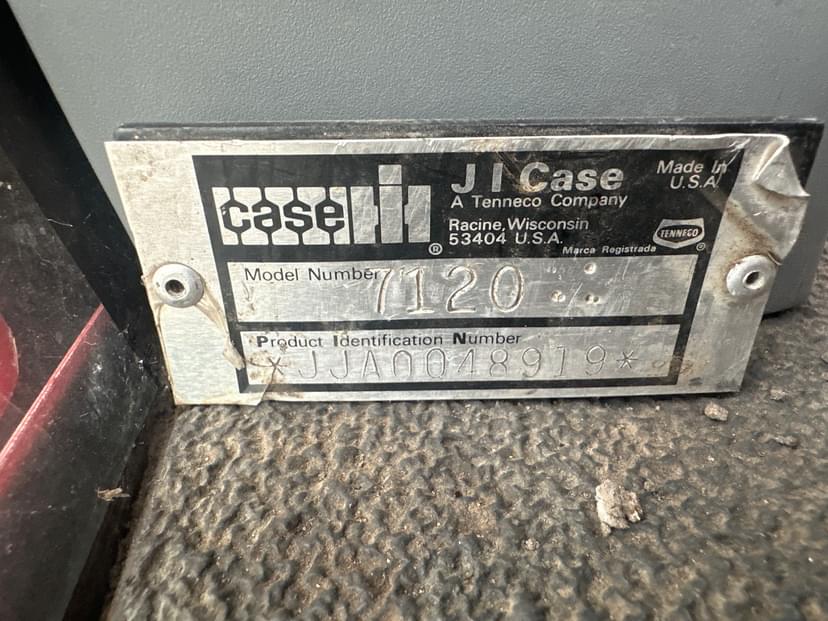 case IH ®
J I Case
A Tenneco Company
Racine, Wisconsin
53404 U.S.A.
Made In
U.S.A.
TENNECO ®
Marca Registrada
Model Number 7120
Product Identification Number
*JJA0048919*